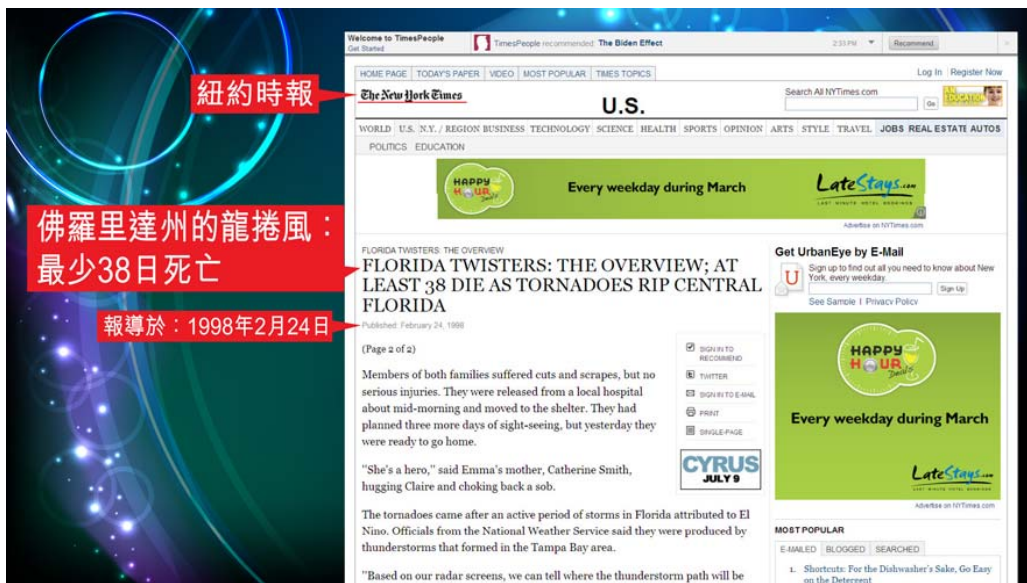 Welcome to TimesPeople
Get Started
TimesPeople recommended: The Biden Effect
2:33 PM
Recommend
HOME PAGE TODAY'S PAPER VIDEO MOST POPULAR TIMES TOPICS
Log In Register Now
紐約時報
The New York Times
U.S.
Search All NYTimes.com
Go
EDUCATION
WORLD U.S. N.Y. / REGION BUSINESS TECHNOLOGY SCIENCE HEALTH SPORTS OPINION ARTS STYLE TRAVEL JOBS REAL ESTATE AUTOS
POLITICS EDUCATION
HAPPY
HOUR
Deals
Every weekday during March
LateStays.com
LAST MINUTE HOTEL BOOKINGS
Advertise on NYTimes.com
佛羅里達州的龍捲風：
最少38日死亡
報導於：1998年2月24日
FLORIDA TWISTERS: THE OVERVIEW
FLORIDA TWISTERS: THE OVERVIEW; AT
LEAST 38 DIE AS TORNADOES RIP CENTRAL
FLORIDA
Published: February 24, 1998
(Page 2 of 2)
Members of both families suffered cuts and scrapes, but no
serious injuries. They were released from a local hospital
about mid-morning and moved to the shelter. They had
planned three more days of sight-seeing, but yesterday they
were ready to go home.
"She's a hero," said Emma's mother, Catherine Smith,
hugging Claire and choking back a sob.
The tornadoes came after an active period of storms in Florida attributed to El
Nino. Officials from the National Weather Service said they were produced by
thunderstorms that formed in the Tampa Bay area.
"Based on our radar screens, we can tell where the thunderstorm path will be
SIGN IN TO
RECOMMEND
TWITTER
SIGN IN TO E-MAIL
PRINT
SINGLE-PAGE
CYRUS
JULY 9
Get UrbanEye by E-Mail
U
Sign up to find out all you need to know about New
York, every weekday.
Sign Up
See Sample | Privacy Policy
HAPPY
HOUR
Deals
Every weekday during March
LateStays.com
LAST MINUTE HOTEL BOOKINGS
Advertise on NYTimes.com
MOST POPULAR
E-MAILED BLOGGED SEARCHED
1. Shortcuts: For the Dishwasher's Sake, Go Easy
on the Detergent